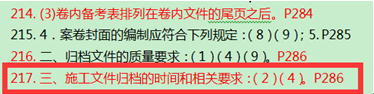 214. (3)卷内备考表排列在卷内文件的尾页之后。P284
215. 4．案卷封面的编制应符合下列规定：(8)(9)；5.P285
216. 二、归档文件的质量要求：(1)(4)(9)。P286
217. 三、施工文件归档的时间和相关要求：(2)(4)。P286